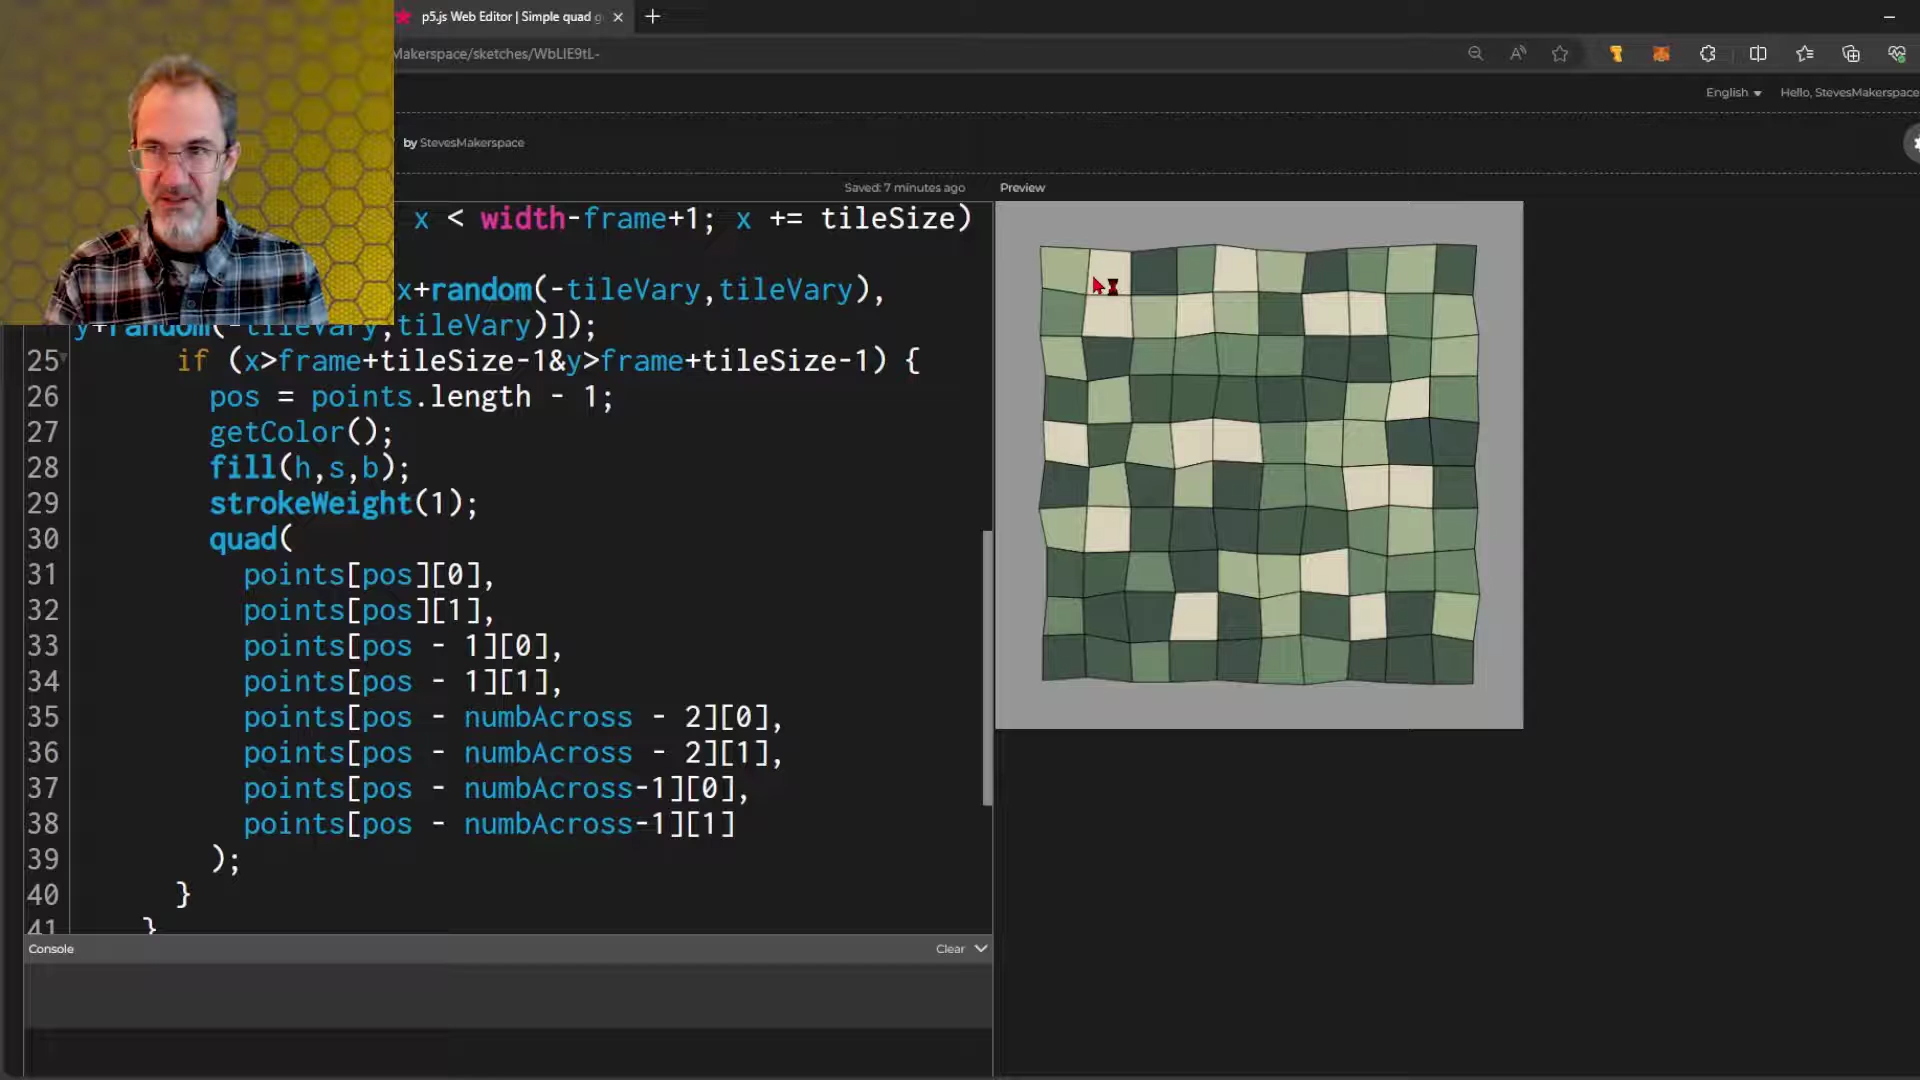 p5.js Web Editor | Simple quad g
Makerspace/sketches/WbLIE9tL-
English
Hello, StevesMakerspace
by StevesMakerspace
Saved: 7 minutes ago
Preview
x < width-frame+1; x += tileSize)
x+random(-tileVary,tileVary),
y+random(-tileVary,tileVary)]);
25 if (x>frame+tileSize-1&y>frame+tileSize-1) {
26 pos = points.length - 1;
27 getColor();
28 fill(h,s,b);
29 strokeWeight(1);
30 quad(
31 points[pos][0],
32 points[pos][1],
33 points[pos - 1][0],
34 points[pos - 1][1],
35 points[pos - numbAcross - 2][0],
36 points[pos - numbAcross - 2][1],
37 points[pos - numbAcross-1][0],
38 points[pos - numbAcross-1][1]
39 );
40 }
41 }
Console
Clear